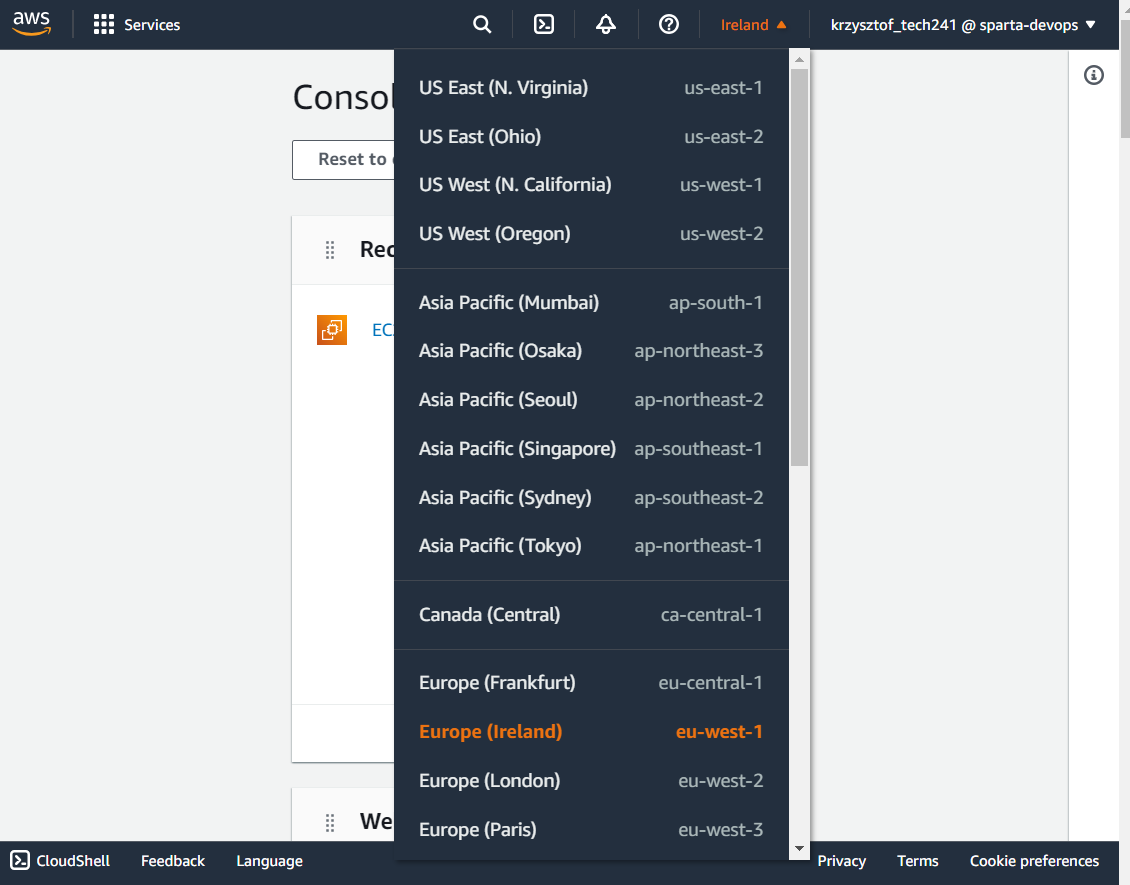 aws Services Ireland krzysztof_tech241 @ sparta-devops
US East (N. Virginia) us-east-1
Consol
US East (Ohio) us-east-2
Reset to
US West (N. California) us-west-1
US West (Oregon) us-west-2
Rec
Asia Pacific (Mumbai) ap-south-1
EC2
Asia Pacific (Osaka) ap-northeast-3
Asia Pacific (Seoul) ap-northeast-2
Asia Pacific (Singapore) ap-southeast-1
Asia Pacific (Sydney) ap-southeast-2
Asia Pacific (Tokyo) ap-northeast-1
Canada (Central) ca-central-1
Europe (Frankfurt) eu-central-1
Europe (Ireland) eu-west-1
Europe (London) eu-west-2
We
Europe (Paris) eu-west-3
CloudShell Feedback Language Privacy Terms Cookie preferences